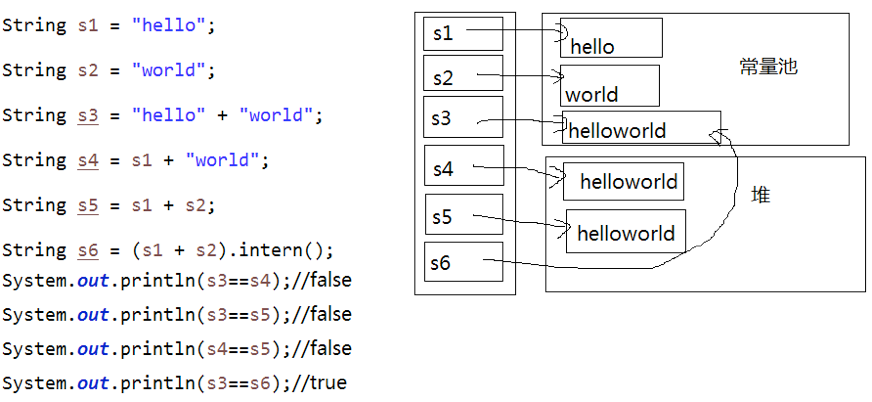 String s1 = "hello";
String s2 = "world";
String s3 = "hello" + "world";
String s4 = s1 + "world";
String s5 = s1 + s2;
String s6 = (s1 + s2).intern();
System.out.println(s3==s4);//false
System.out.println(s3==s5);//false
System.out.println(s4==s5);//false
System.out.println(s3==s6);//true
s1
s2
s3
s4
s5
s6
hello
world
helloworld
常量池
helloworld
helloworld
堆